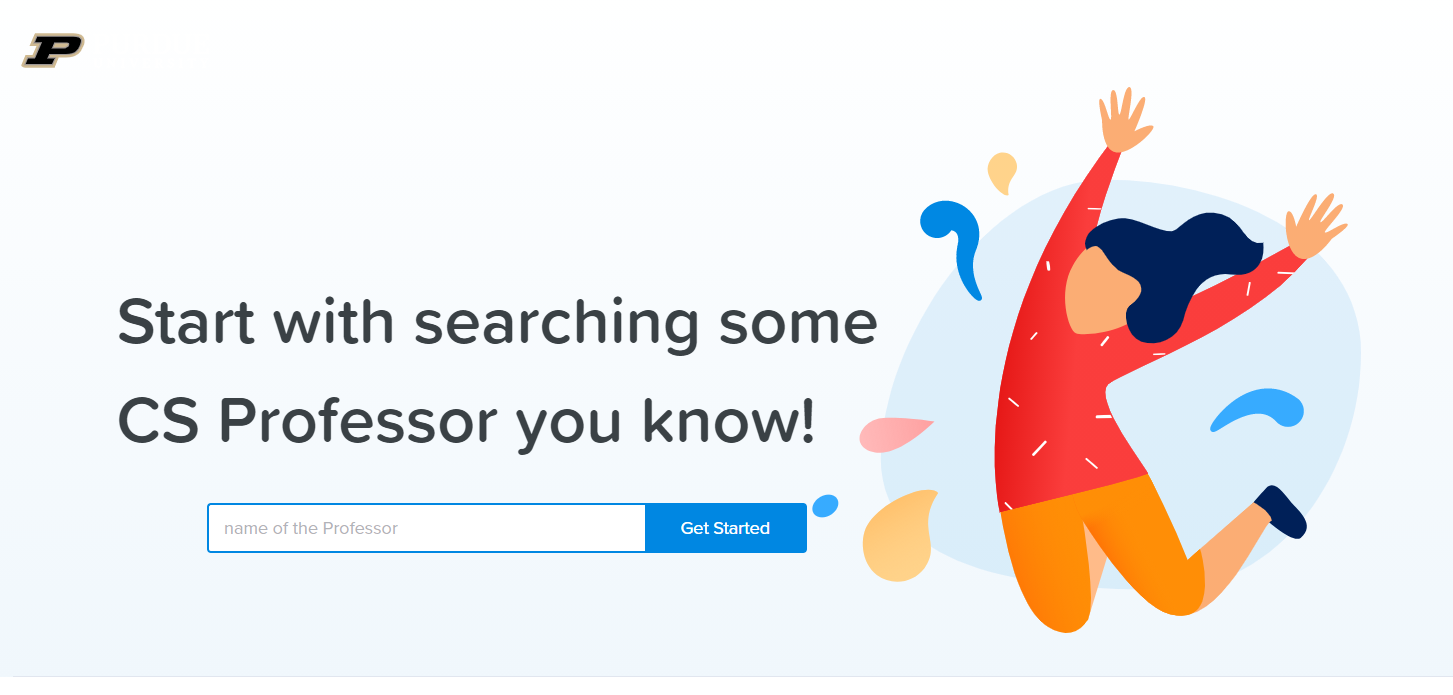 P
Start with searching some
CS Professor you know!
name of the Professor
Get Started